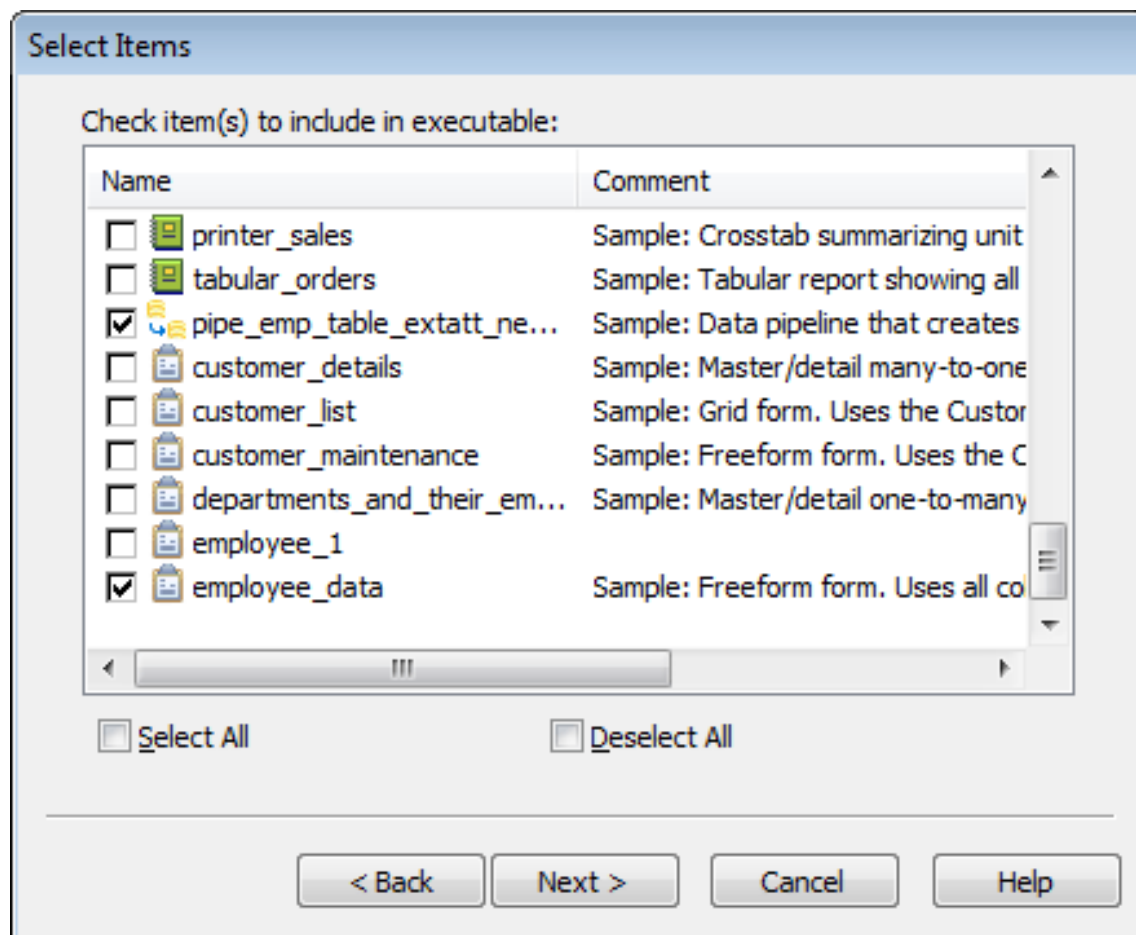 Select Items
Check item(s) to include in executable:
Name Comment
printer_sales Sample: Crosstab summarizing unit
tabular_orders Sample: Tabular report showing all
pipe_emp_table_extatt_ne... Sample: Data pipeline that creates
customer_details Sample: Master/detail many-to-one
customer_list Sample: Grid form. Uses the Custor
customer_maintenance Sample: Freeform form. Uses the C
departments_and_their_em... Sample: Master/detail one-to-many
employee_1
employee_data Sample: Freeform form. Uses all col
Select All Deselect All
< Back Next > Cancel Help